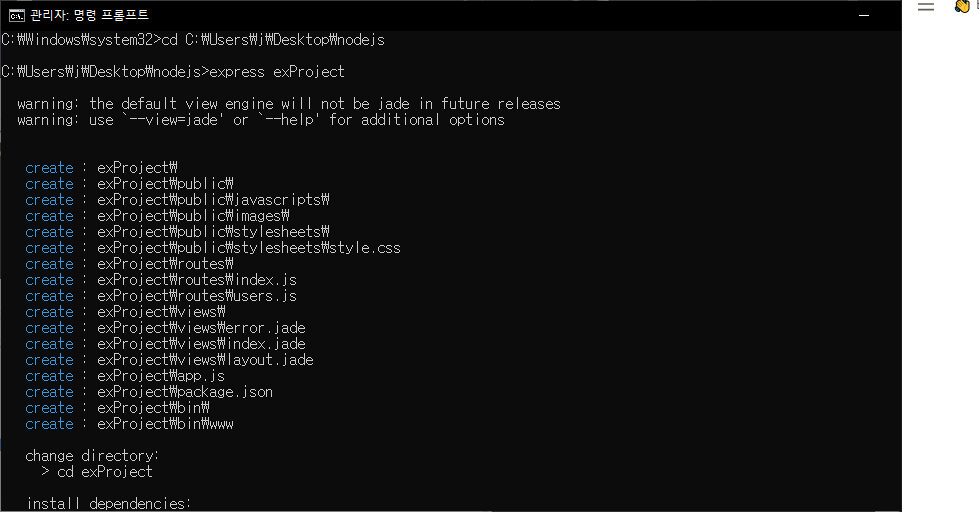 관리자: 명령 프롬프트
C:₩Windows₩system32>cd C:₩Users₩j₩Desktop₩nodejs
C:₩Users₩j₩Desktop₩nodejs>express exProject
warning: the default view engine will not be jade in future releases
warning: use `--view=jade' or `--help' for additional options
create : exProject₩
create : exProject₩public₩
create : exProject₩public₩javascripts₩
create : exProject₩public₩images₩
create : exProject₩public₩stylesheets₩
create : exProject₩public₩stylesheets₩style.css
create : exProject₩routes₩
create : exProject₩routes₩index.js
create : exProject₩routes₩users.js
create : exProject₩views₩
create : exProject₩views₩error.jade
create : exProject₩views₩index.jade
create : exProject₩views₩layout.jade
create : exProject₩app.js
create : exProject₩package.json
create : exProject₩bin₩
create : exProject₩bin₩www
change directory:
> cd exProject
install dependencies: